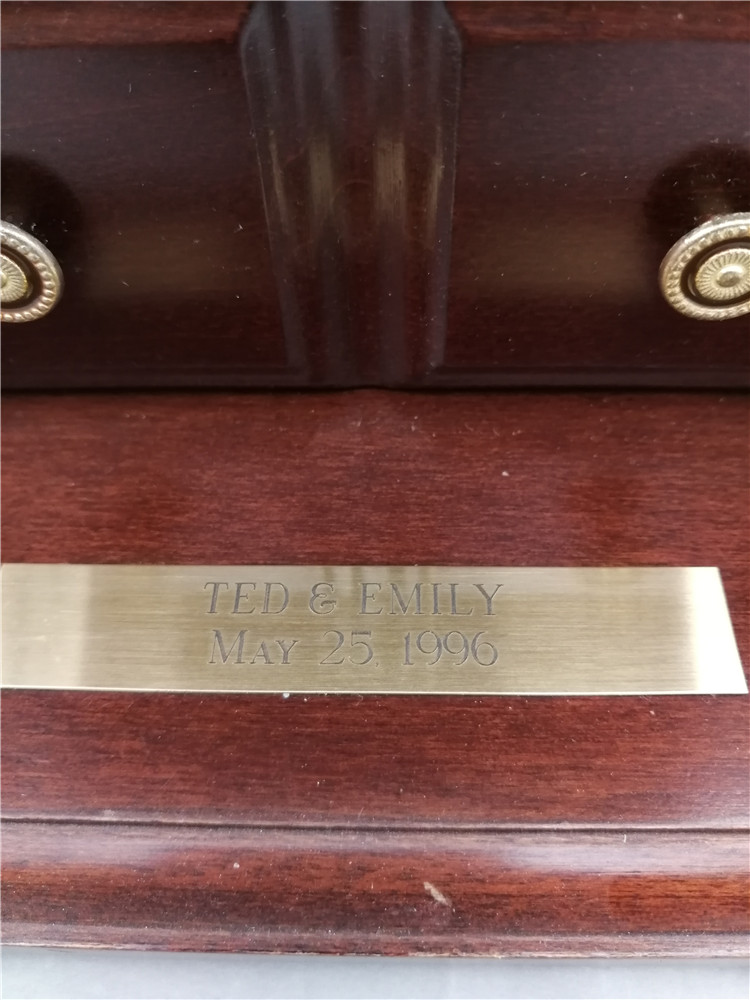 TED & EMILY
MAY 25, 1996